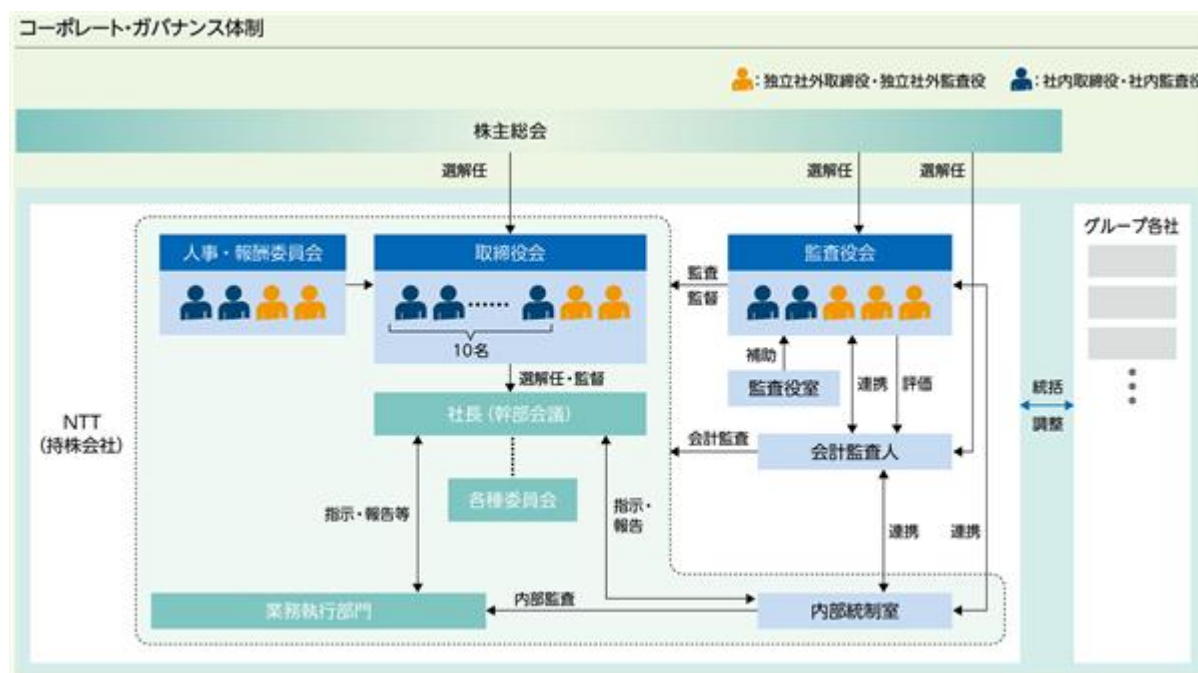 コーポレート・ガバナンス体制
:独立社外取締役・独立社外監査役
:社内取締役・社内監査役
株主総会
選解任
選解任
選解任
グループ各社
人事・報酬委員会
取締役会
監査役会
監査
監督
10名
補助
選解任・監督
監査役室
連携
評価
統括
調整
NTT
(持株会社)
社長(幹部会議)
会計監査
会計監査人
各種委員会
指示・報告等
指示・
報告
連携
連携
内部監査
業務執行部門
内部統制室